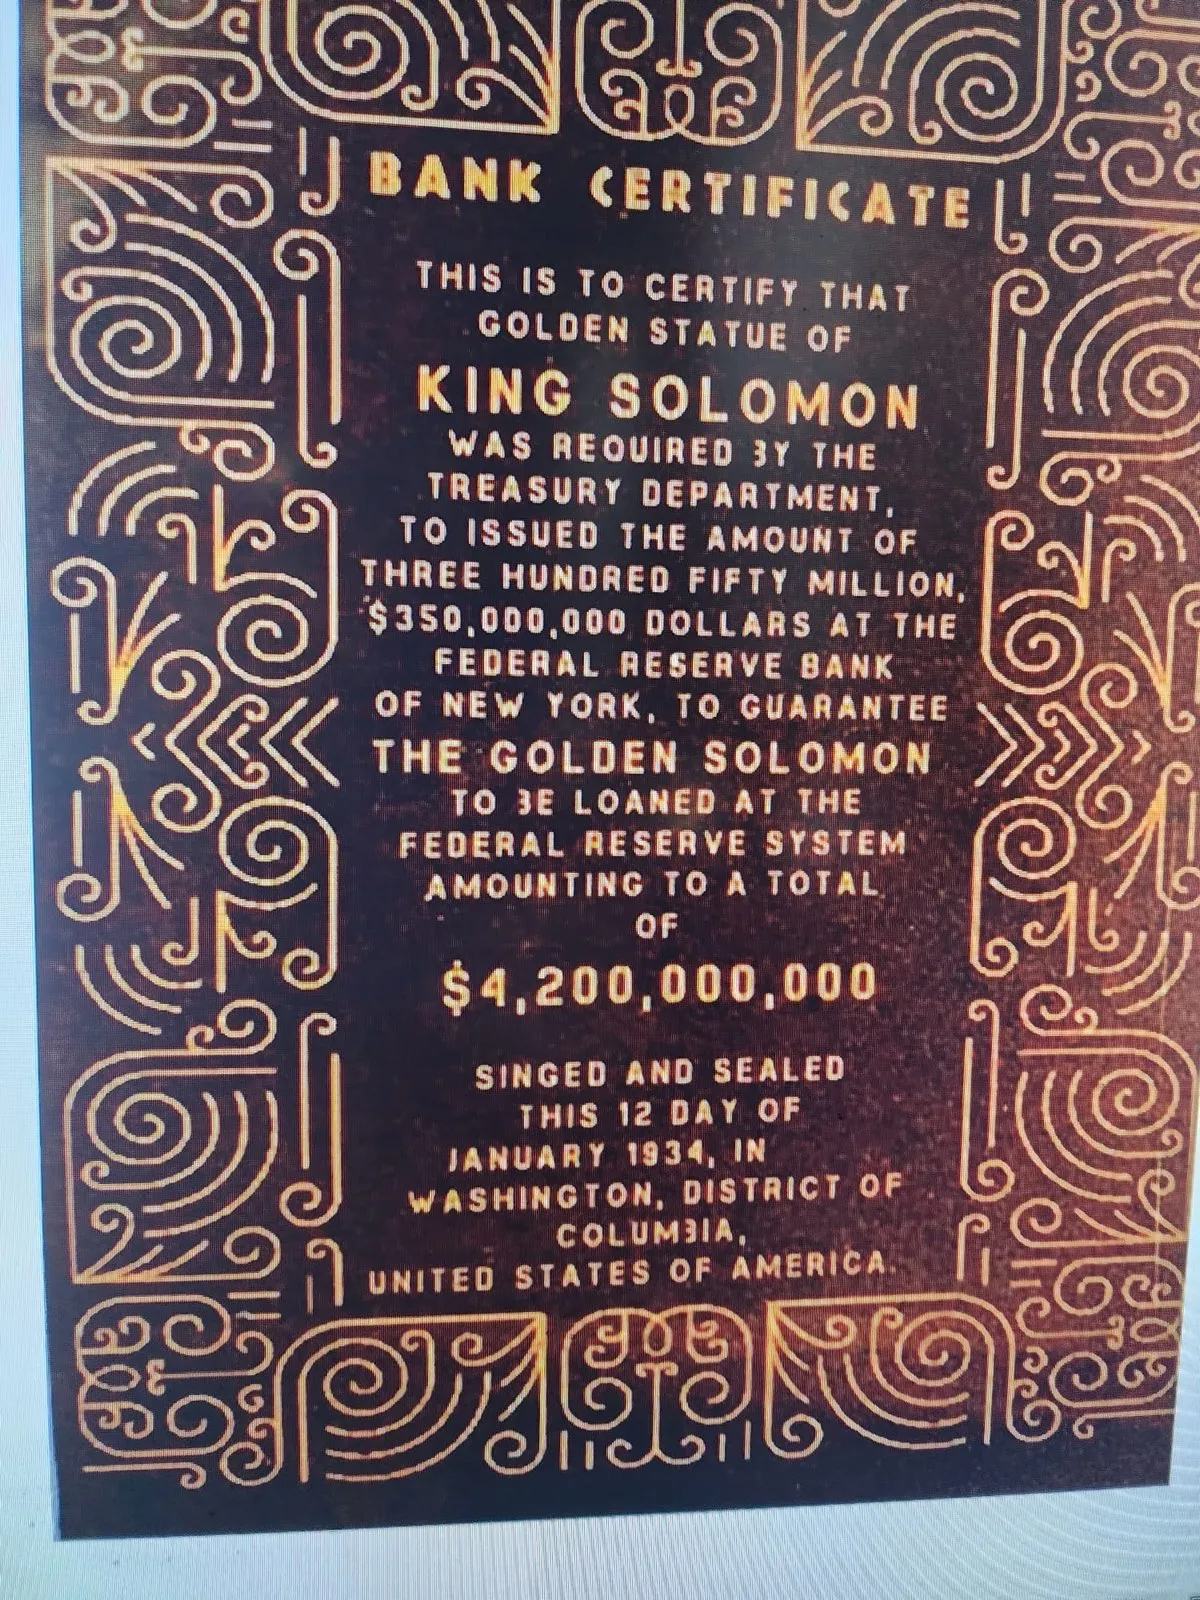 BANK CERTIFICATE
THIS IS TO CERTIFY THAT
GOLDEN STATUE OF
KING SOLOMON
WAS REQUIRED BY THE
TREASURY DEPARTMENT,
TO ISSUED THE AMOUNT OF
THREE HUNDRED FIFTY MILLION,
$350,000,000 DOLLARS AT THE
FEDERAL RESERVE BANK
OF NEW YORK, TO GUARANTEE
THE GOLDEN SOLOMON
TO BE LOANED AT THE
FEDERAL RESERVE SYSTEM
AMOUNTING TO A TOTAL
OF
$4,200,000,000
SINGED AND SEALED
THIS 12 DAY OF
JANUARY 1934, IN
WASHINGTON, DISTRICT OF
COLUMBIA,
UNITED STATES OF AMERICA.